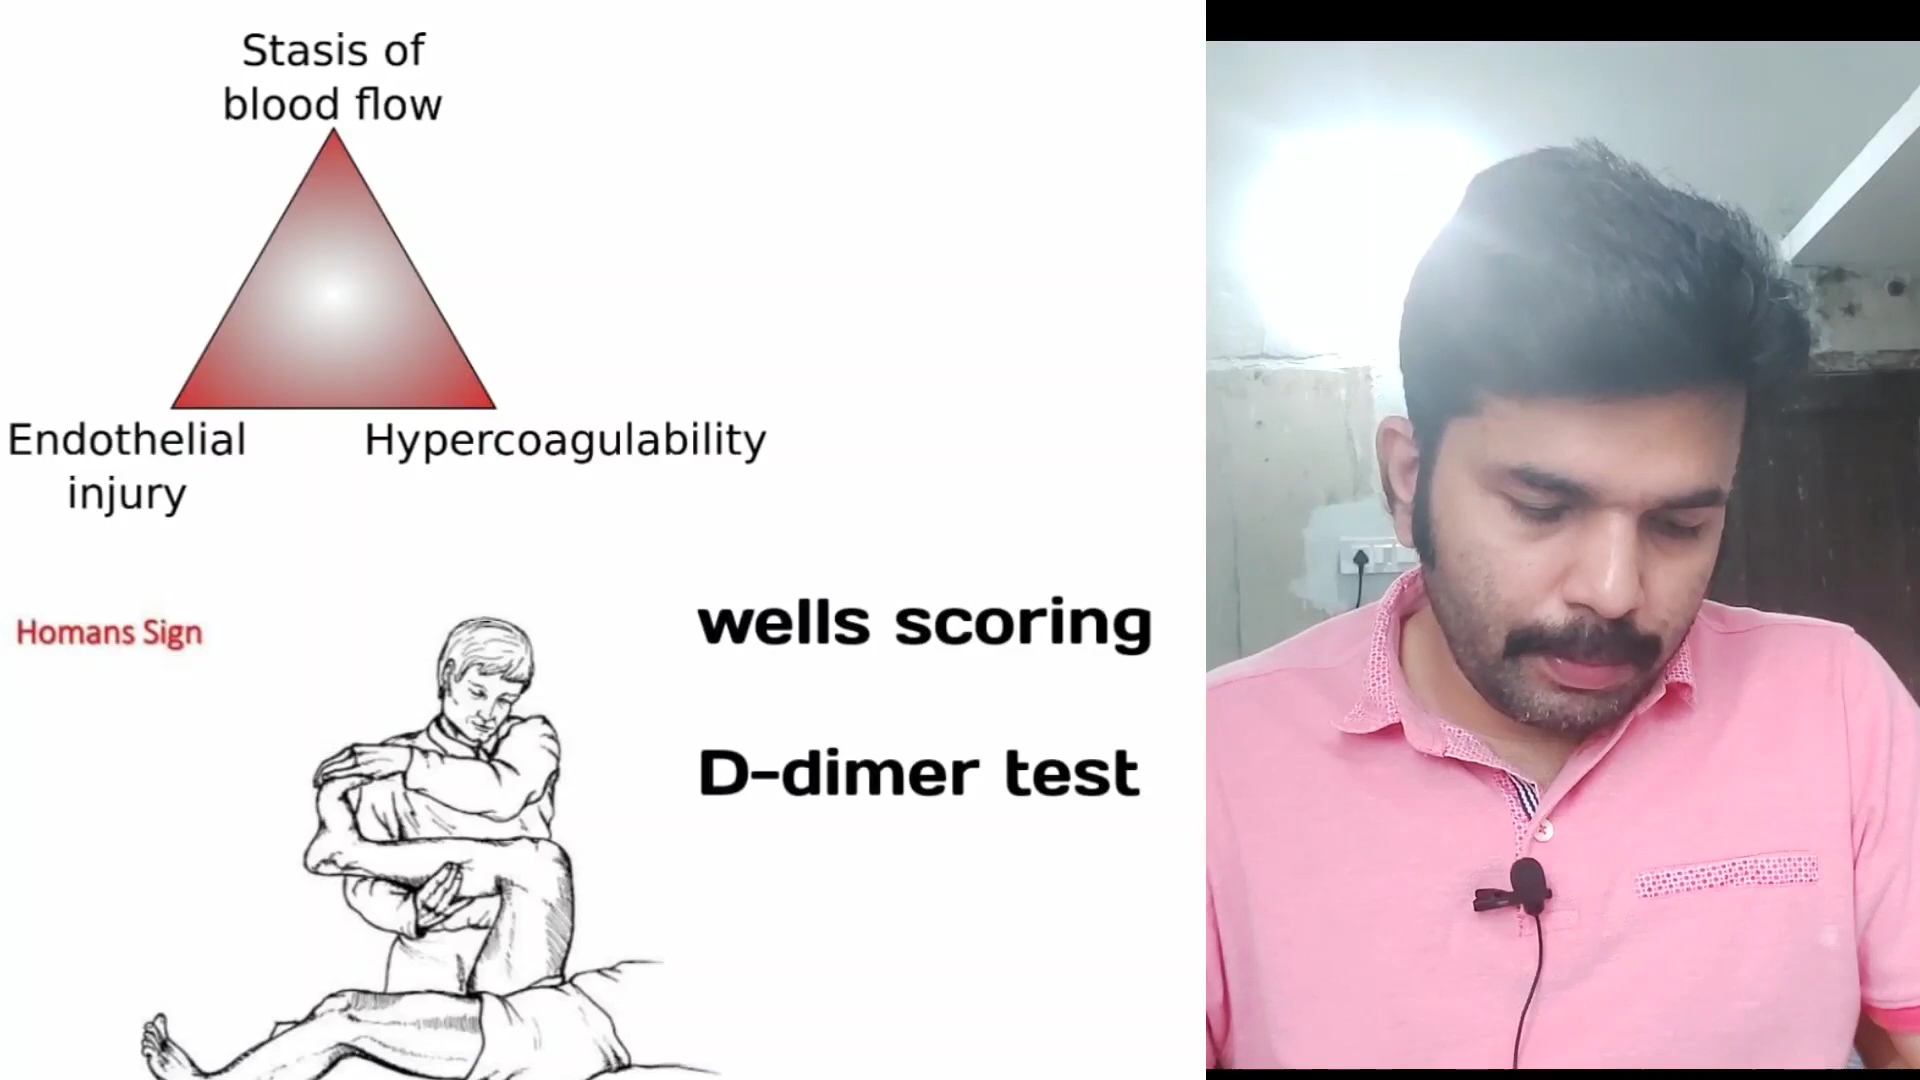 Stasis of
blood flow
Endothelial
injury
Hypercoagulability
Homans Sign
wells scoring
D-dimer test